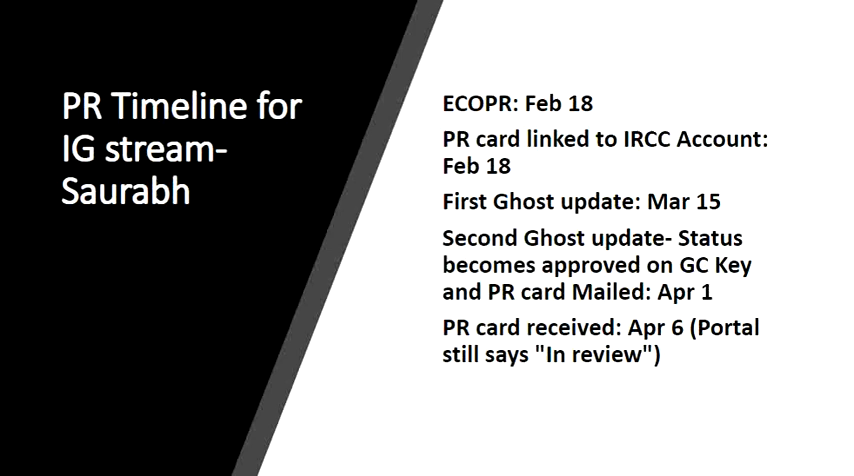 PR Timeline for
IG stream-
Saurabh
ECOPR: Feb 18
PR card linked to IRCC Account:
Feb 18
First Ghost update: Mar 15
Second Ghost update- Status
becomes approved on GC Key
and PR card Mailed: Apr 1
PR card received: Apr 6 (Portal
still says "In review")